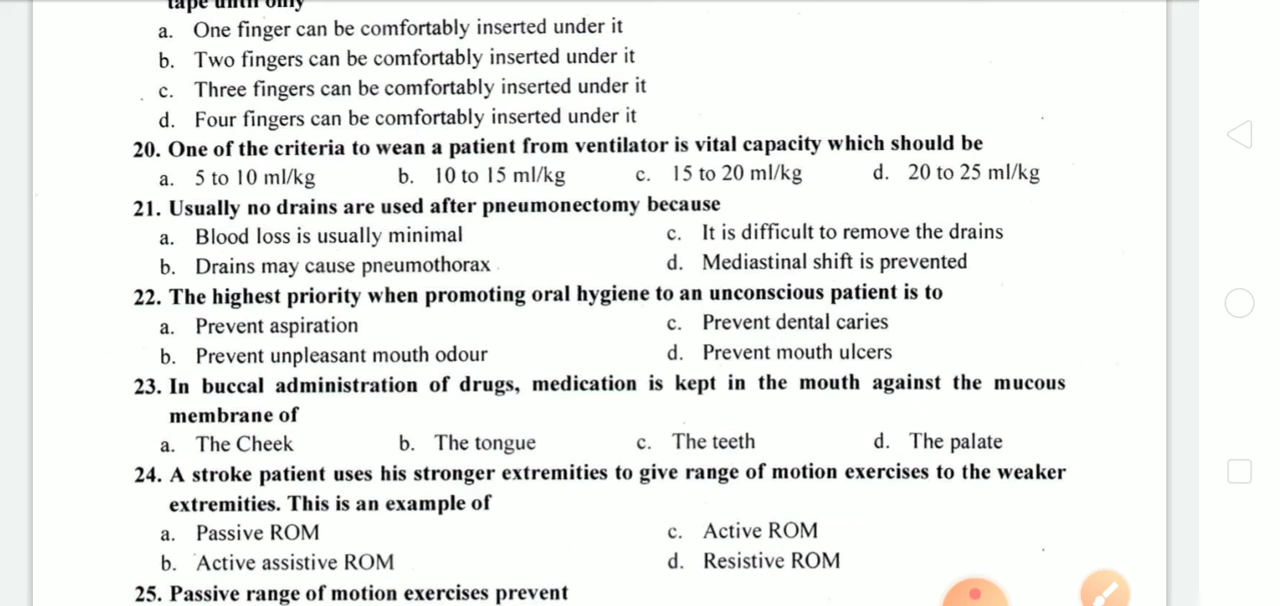 tape until only
a. One finger can be comfortably inserted under it
b. Two fingers can be comfortably inserted under it
c. Three fingers can be comfortably inserted under it
d. Four fingers can be comfortably inserted under it
20. One of the criteria to wean a patient from ventilator is vital capacity which should be
a. 5 to 10 ml/kg b. 10 to 15 ml/kg c. 15 to 20 ml/kg d. 20 to 25 ml/kg
21. Usually no drains are used after pneumonectomy because
a. Blood loss is usually minimal c. It is difficult to remove the drains
b. Drains may cause pneumothorax d. Mediastinal shift is prevented
22. The highest priority when promoting oral hygiene to an unconscious patient is to
a. Prevent aspiration c. Prevent dental caries
b. Prevent unpleasant mouth odour d. Prevent mouth ulcers
23. In buccal administration of drugs, medication is kept in the mouth against the mucous
membrane of
a. The Cheek b. The tongue c. The teeth d. The palate
24. A stroke patient uses his stronger extremities to give range of motion exercises to the weaker
extremities. This is an example of
a. Passive ROM c. Active ROM
b. Active assistive ROM d. Resistive ROM
25. Passive range of motion exercises prevent